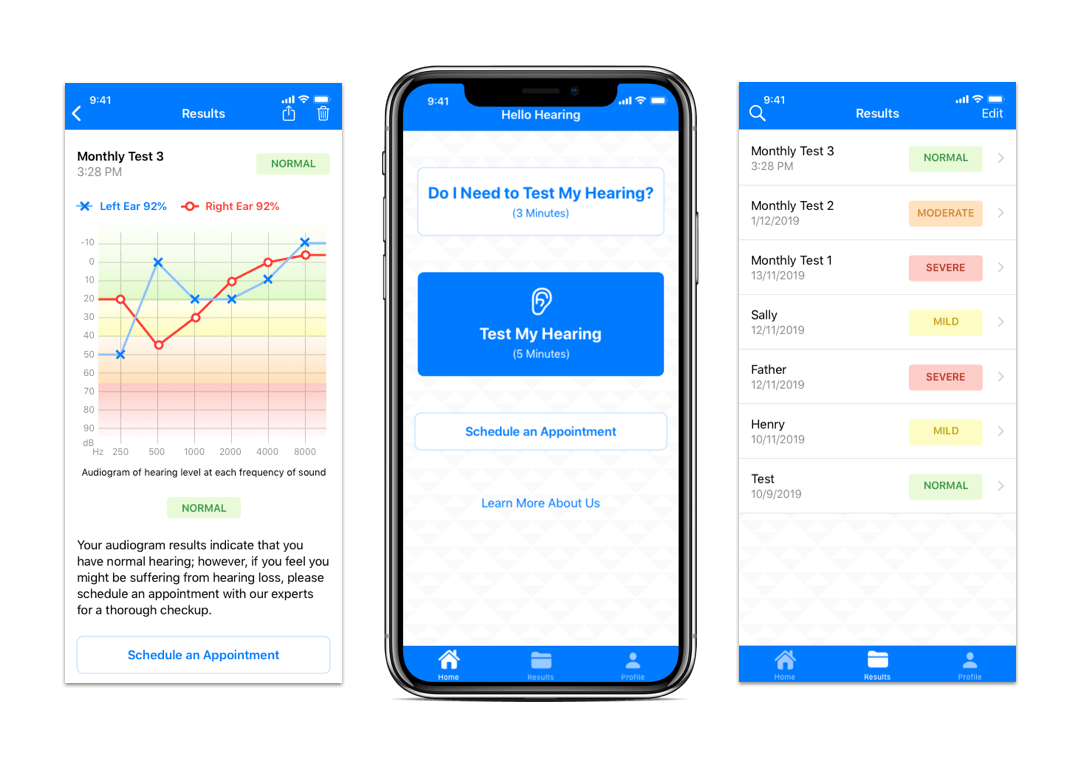 9:41
Results
Monthly Test 3
3:28 PM
NORMAL
Left Ear 92% Right Ear 92%
-10
0
10
20
30
40
50
60
70
80
90
dB
Hz 250 500 1000 2000 4000 8000
Audiogram of hearing level at each frequency of sound
NORMAL
Your audiogram results indicate that you
have normal hearing; however, if you feel you
might be suffering from hearing loss, please
schedule an appointment with our experts
for a thorough checkup.
Schedule an Appointment
9:41
Hello Hearing
Do I Need to Test My Hearing?
(3 Minutes)
Test My Hearing
(5 Minutes)
Schedule an Appointment
Learn More About Us
Home Results Profile
9:41
Results Edit
Monthly Test 3
3:28 PM
NORMAL
Monthly Test 2
1/12/2019
MODERATE
Monthly Test 1
13/11/2019
SEVERE
Sally
12/11/2019
MILD
Father
12/11/2019
SEVERE
Henry
10/11/2019
MILD
Test
10/9/2019
NORMAL
Home Results Profile